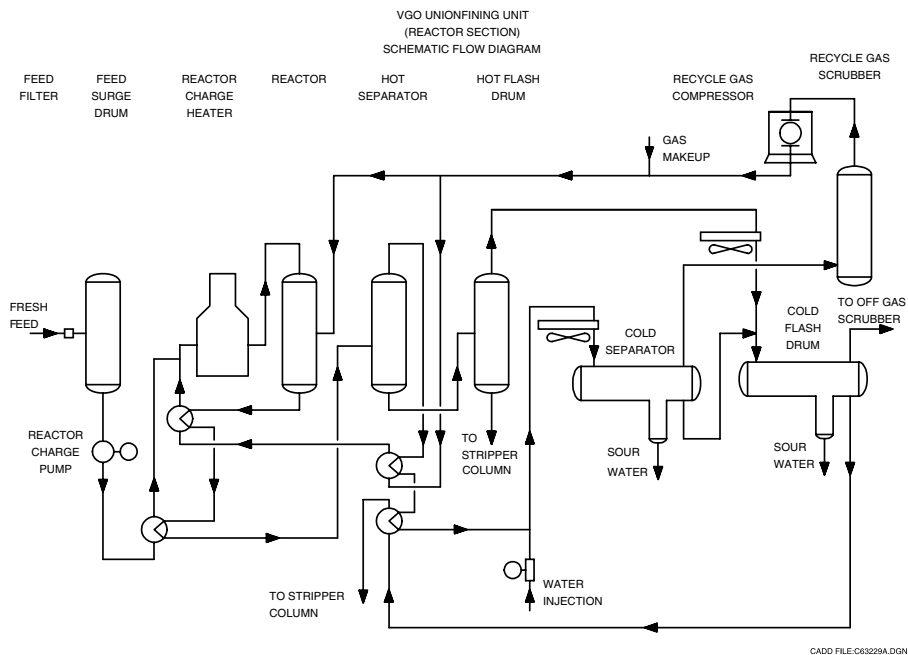 VGO UNIONFINING UNIT
(REACTOR SECTION)
SCHEMATIC FLOW DIAGRAM
FEED
FILTER
FEED
SURGE
DRUM
REACTOR
CHARGE
HEATER
REACTOR
HOT
SEPARATOR
HOT FLASH
DRUM
RECYCLE GAS
COMPRESSOR
RECYCLE GAS
SCRUBBER
GAS
MAKEUP
FRESH
FEED
COLD
SEPARATOR
COLD
FLASH
DRUM
TO OFF GAS
SCRUBBER
REACTOR
CHARGE
PUMP
TO
STRIPPER
COLUMN
SOUR
WATER
SOUR
WATER
TO STRIPPER
COLUMN
WATER
INJECTION
CADD FILE:C63229A.DGN